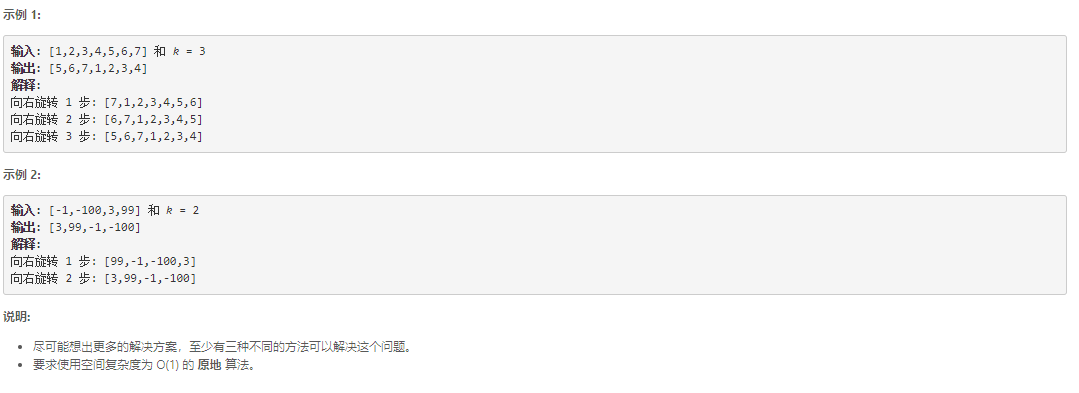 示例 1:
输入: [1,2,3,4,5,6,7] 和 k = 3
输出: [5,6,7,1,2,3,4]
解释:
向右旋转 1 步: [7,1,2,3,4,5,6]
向右旋转 2 步: [6,7,1,2,3,4,5]
向右旋转 3 步: [5,6,7,1,2,3,4]
示例 2:
输入: [-1,-100,3,99] 和 k = 2
输出: [3,99,-1,-100]
解释:
向右旋转 1 步: [99,-1,-100,3]
向右旋转 2 步: [3,99,-1,-100]
说明:
• 尽可能想出更多的解决方案，至少有三种不同的方法可以解决这个问题。
• 要求使用空间复杂度为 O(1) 的 原地 算法。